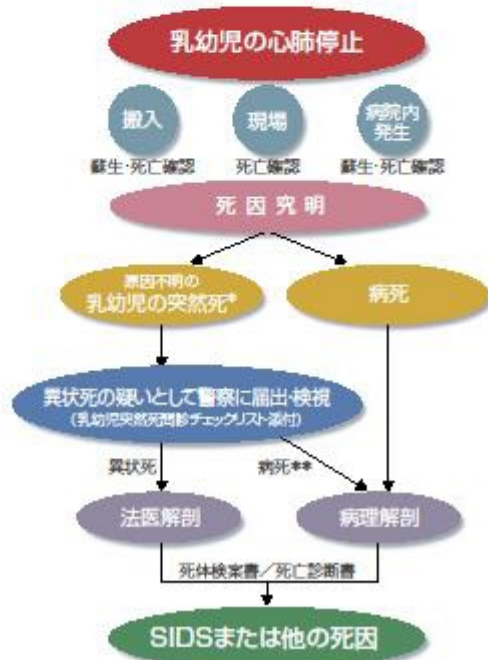 乳幼児の心肺停止
搬入
現場
病院内
発生
蘇生・死亡確認
死亡確認
蘇生・死亡確認
死因究明
原因不明の
乳幼児の突然死*
病死
異状死の疑いとして警察に届出・検視
(乳幼児突然死問診チェックリスト添付)
異状死
病死**
法医解剖
病理解剖
死体検案書/死亡診断書
SIDSまたは他の死因